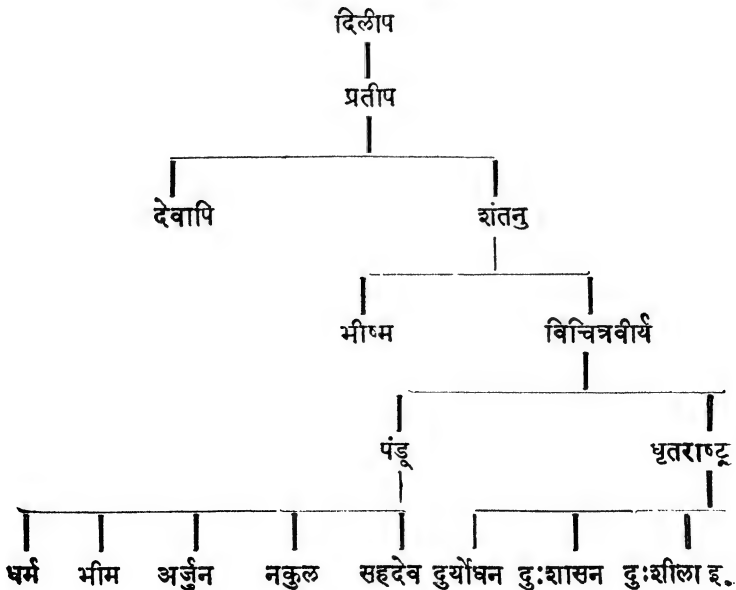 दिलीप
प्रतीप
देवापि शंतनु
भीष्म विचित्रवीर्य
पंडू धृतराष्ट्र
धर्म भीम अर्जुन नकुल सहदेव दुर्योधन दुःशासन दुःशीला इ.